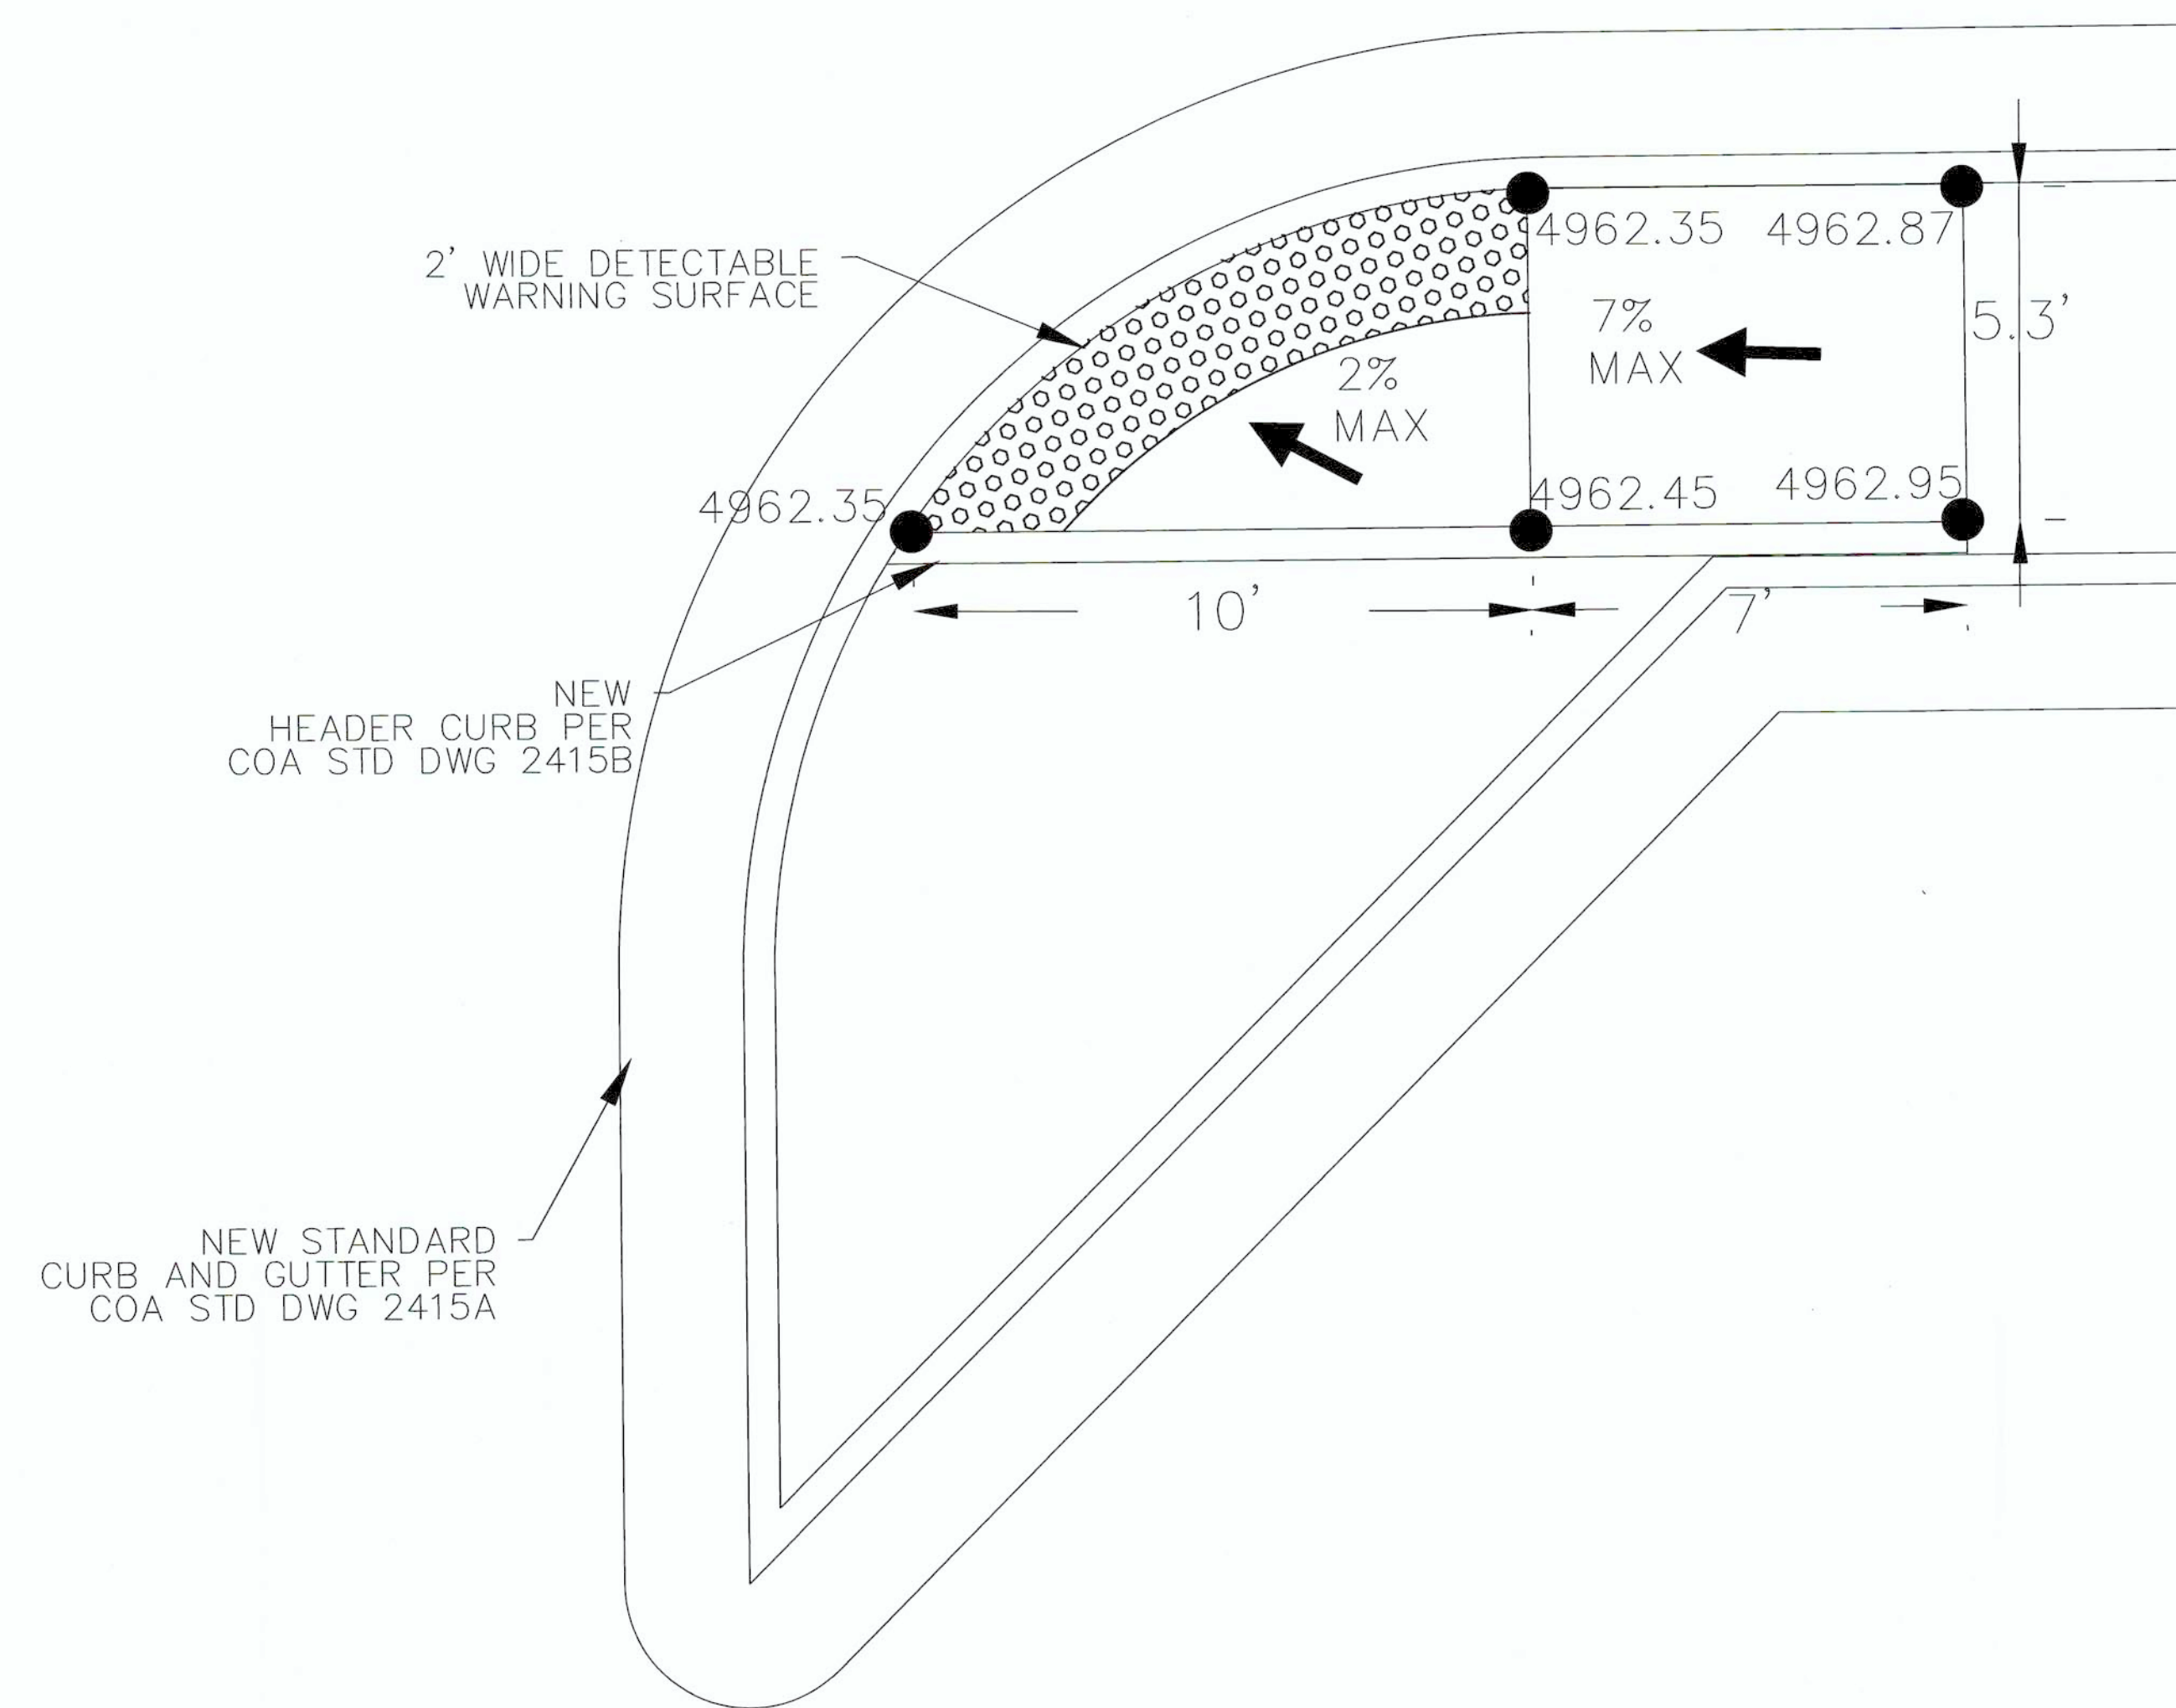 2' WIDE DETECTABLE
WARNING SURFACE
4962.35 4962.87
7%
MAX
5.3'
2%
MAX
4962.35
4962.45 4962.95
10'
7'
NEW
HEADER CURB PER
COA STD DWG 2415B
NEW STANDARD
CURB AND GUTTER PER
COA STD DWG 2415A